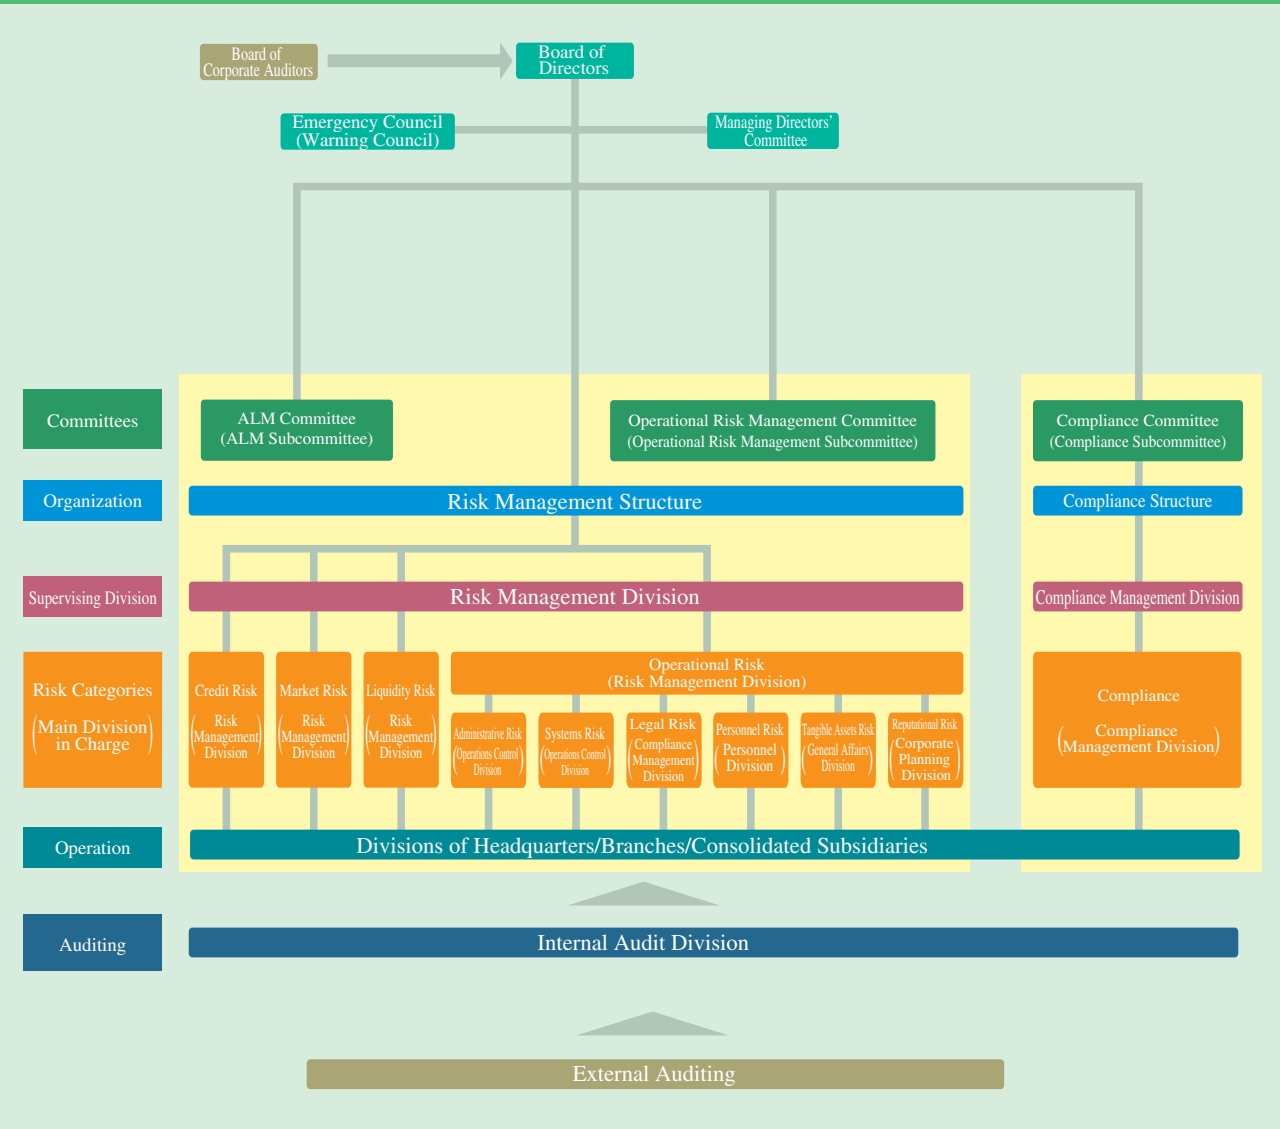 Board of
Corporate Auditors
Board of
Directors
Emergency Council
(Warning Council)
Managing Directors’
Committee
Committees
ALM Committee
(ALM Subcommittee)
Operational Risk Management Committee
(Operational Risk Management Subcommittee)
Compliance Committee
(Compliance Subcommittee)
Organization
Risk Management Structure
Compliance Structure
Supervising Division
Risk Management Division
Compliance Management Division
Risk Categories
(Main Division
in Charge)
Credit Risk
(Risk
Management
Division)
Market Risk
(Risk
Management
Division)
Liquidity Risk
(Risk
Management
Division)
Operational Risk
(Risk Management Division)
Administrative Risk
(Operations Control
Division)
Systems Risk
(Operations Control
Division)
Legal Risk
(Compliance
Management
Division)
Personnel Risk
(Personnel
Division)
Tangible Assets Risk
(General Affairs
Division)
Reputational Risk
(Corporate
Planning
Division)
Compliance
(Compliance
Management Division)
Operation
Divisions of Headquarters/Branches/Consolidated Subsidiaries
Auditing
Internal Audit Division
External Auditing